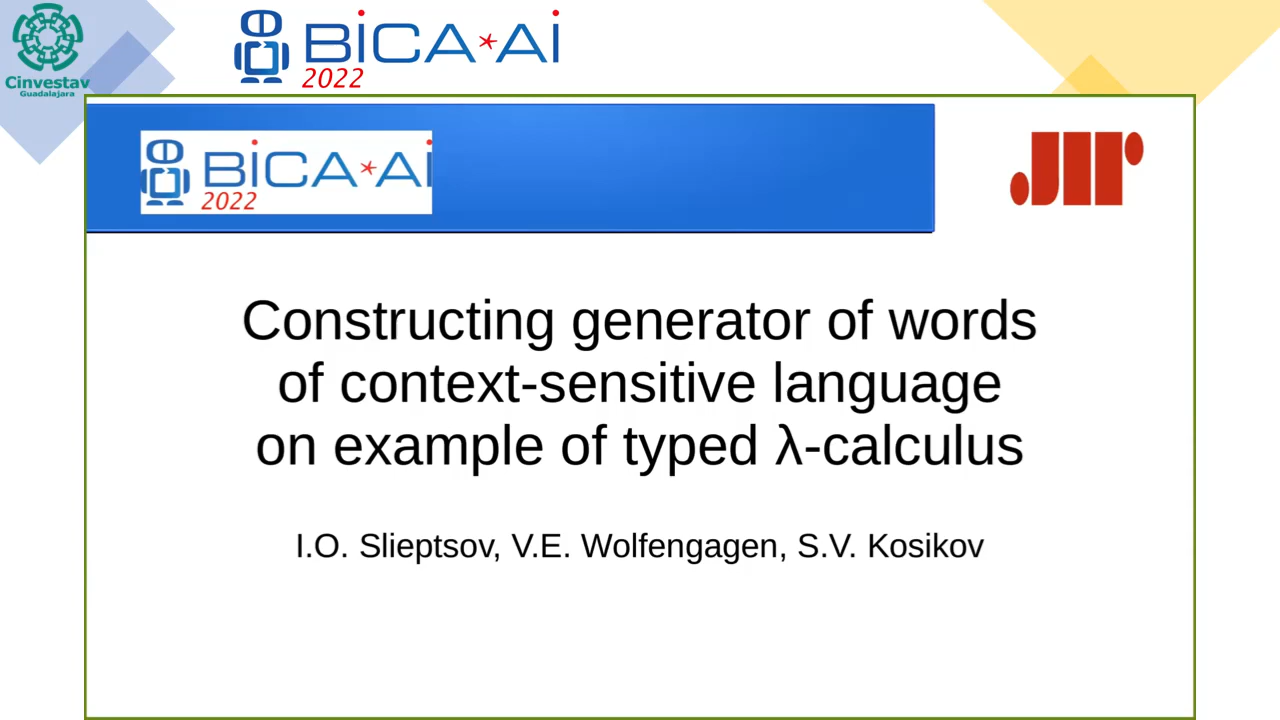 Cinvestav
Guadalajara
BiCA*Ai
2022
BiCA*Ai
2022
JIP
Constructing generator of words
of context-sensitive language
on example of typed λ-calculus
I.O. Slieptsov, V.E. Wolfengagen, S.V. Kosikov